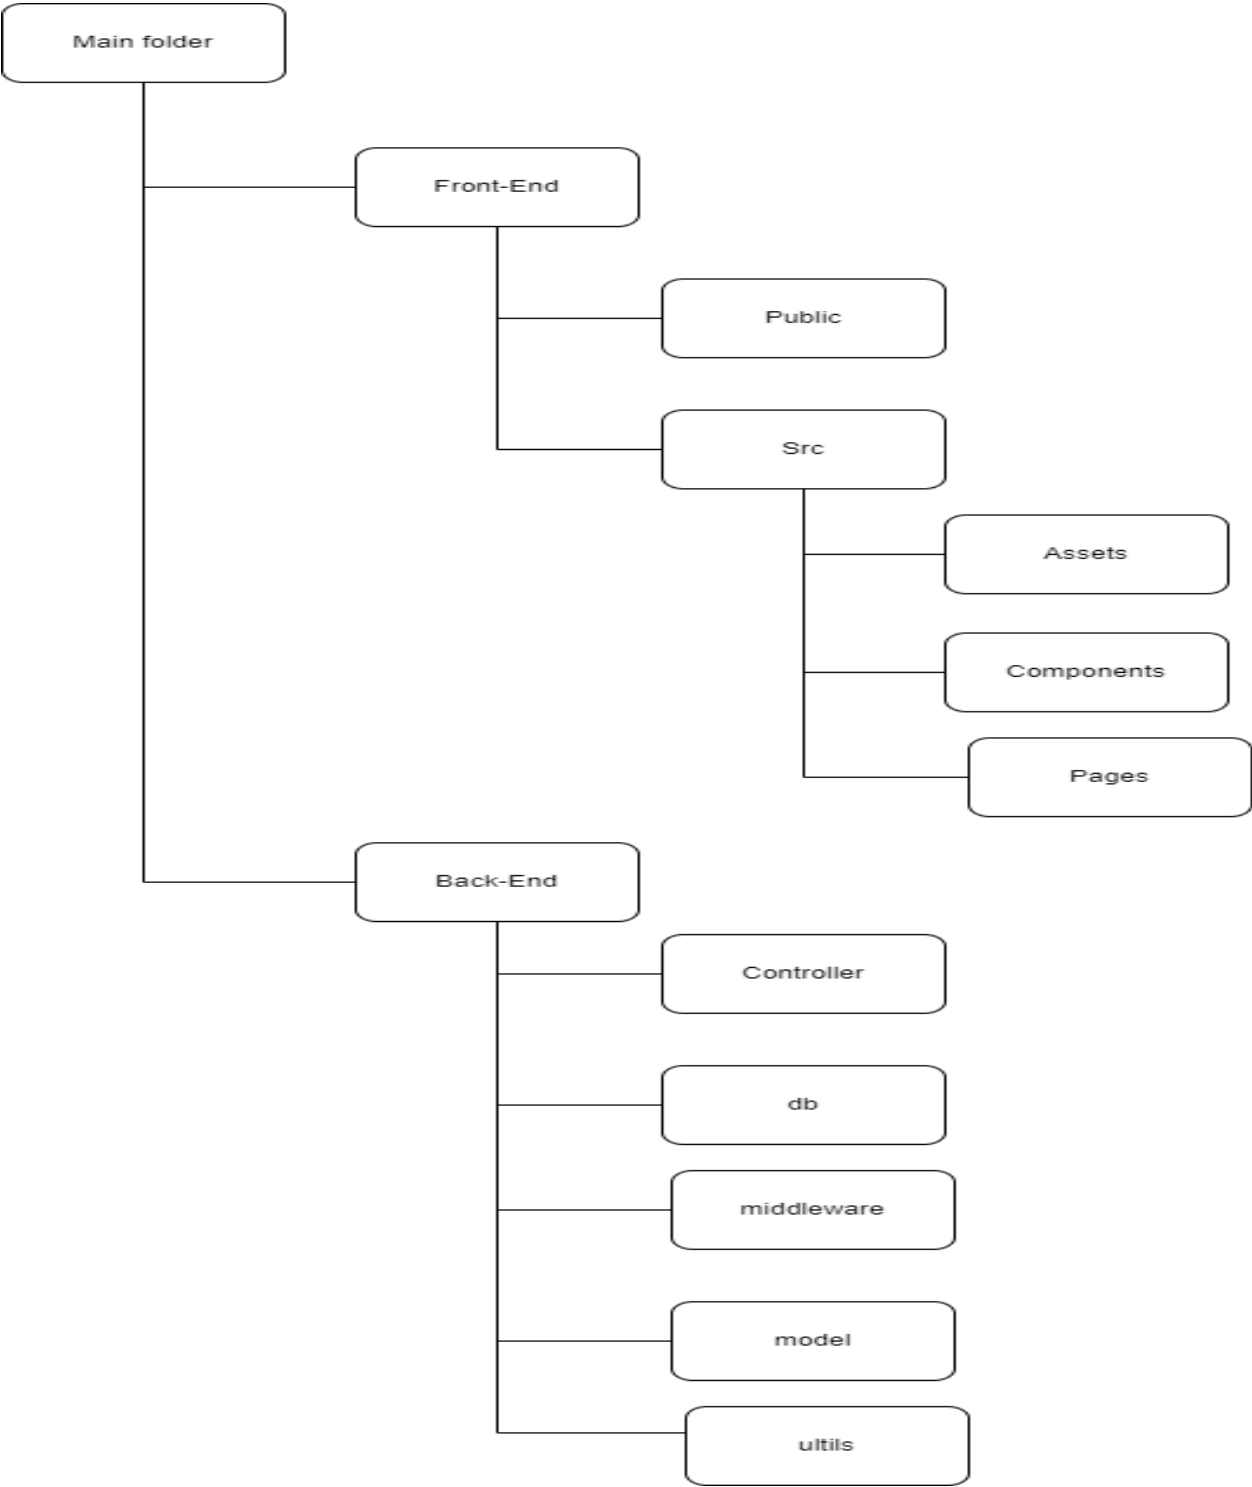 Main folder
Front-End
Public
Src
Assets
Components
Pages
Back-End
Controller
db
middleware
model
ultils